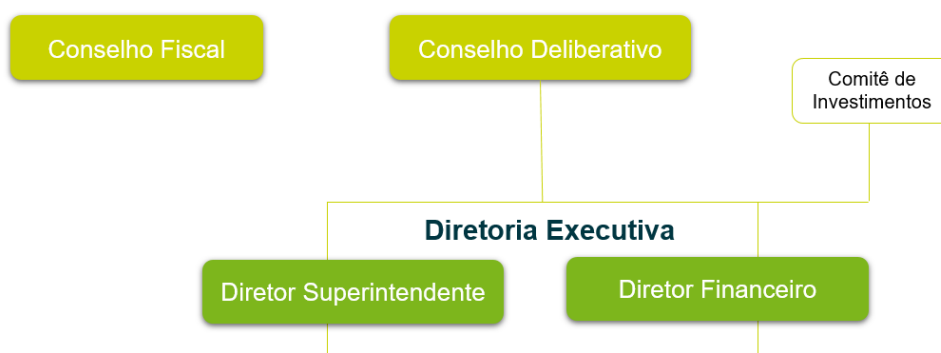 Conselho Fiscal
Conselho Deliberativo
Comitê de
Investimentos
Diretoria Executiva
Diretor Superintendente
Diretor Financeiro